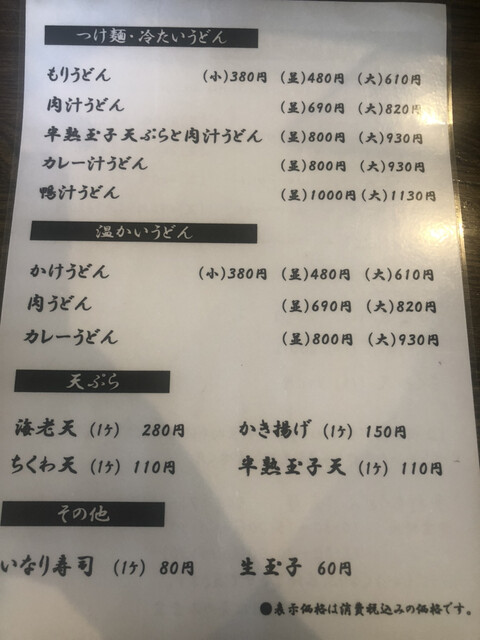 つけ麺・冷たいうどん
もりうどん (小)380円 (並)480円 (大)610円
肉汁うどん (並)690円 (大)820円
半熟玉子天ぷらと肉汁うどん (並)800円 (大)930円
カレー汁うどん (並)800円 (大)930円
鴨汁うどん (並)1000円 (大)1130円
温かいうどん
かけうどん (小)380円 (並)480円 (大)610円
肉うどん (並)690円 (大)820円
カレーうどん (並)800円 (大)930円
天ぷら
海老天 (1ケ) 280円 かき揚げ (1ケ) 150円
ちくわ天 (1ケ) 110円 半熟玉子天 (1ケ) 110円
その他
いなり寿司 (1ケ) 80円 生玉子 60円
●表示価格は消費税込みの価格です。